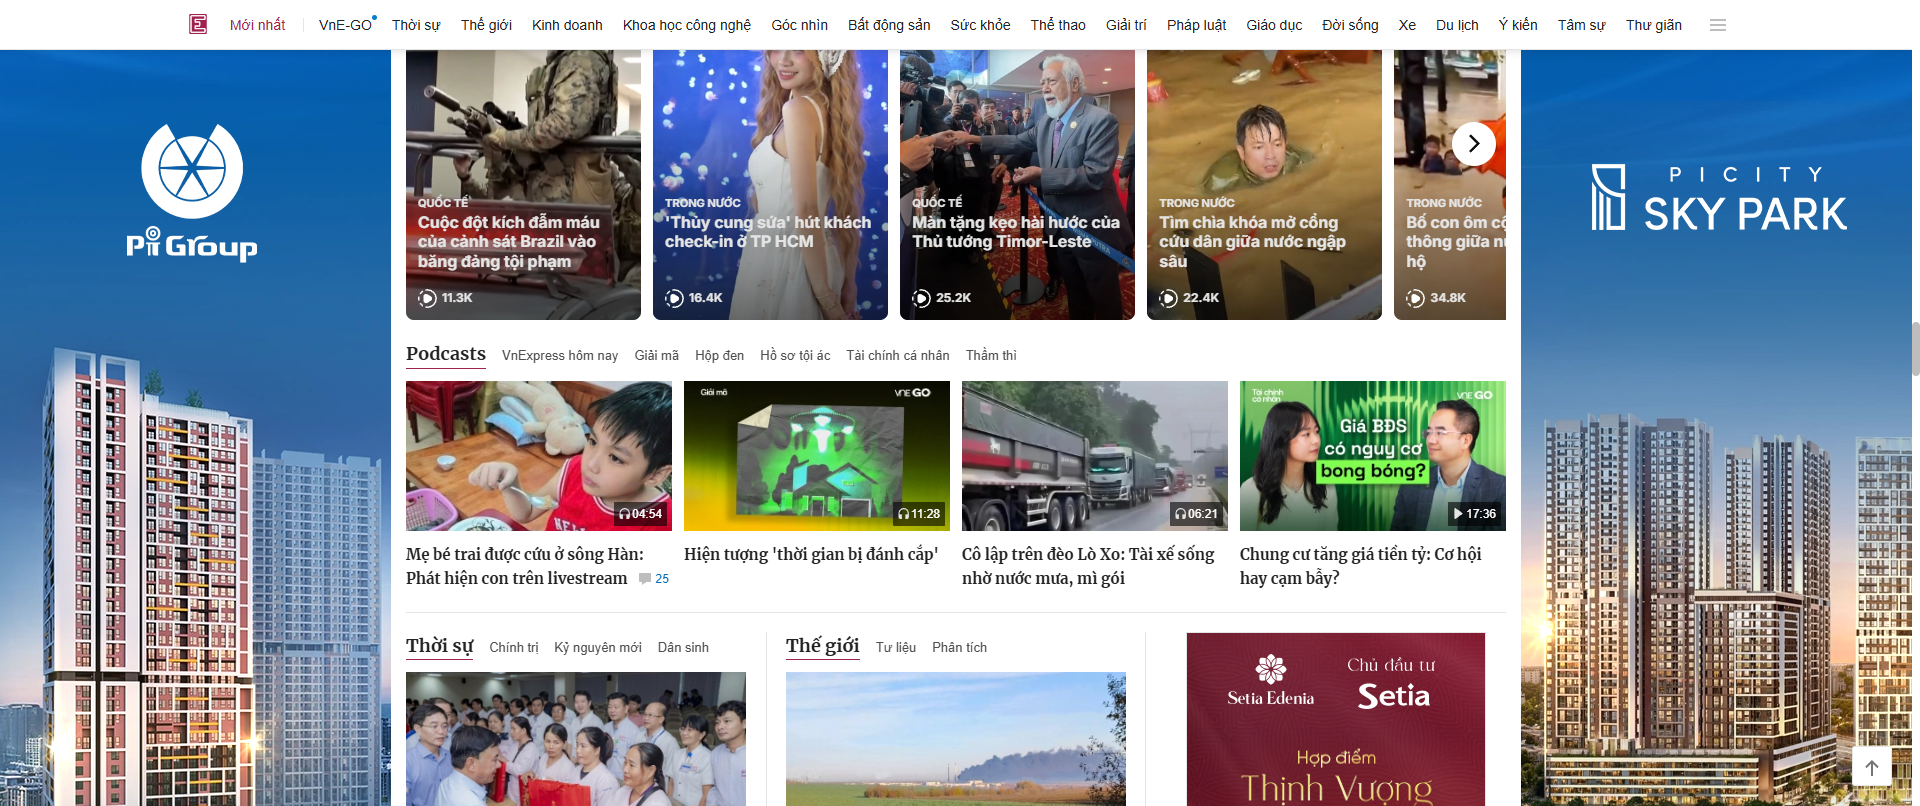 Mới nhất VnE-GO Thời sự Thế giới Kinh doanh Khoa học công nghệ Góc nhìn Bất động sản Sức khỏe Thể thao Giải trí Pháp luật Giáo dục Đời sống Xe Du lịch Ý kiến Tâm sự Thư giãn
Pi Group
PICITY
SKY PARK
QUỐC TẾ
Cuộc đột kích đẫm máu
của cảnh sát Brazil vào
băng đảng tội phạm
11.3K
TRONG NƯỚC
'Thủy cung sứa' hút khách
check-in ở TP HCM
16.4K
QUỐC TẾ
Màn tặng kẹo hài hước của
Thủ tướng Timor-Leste
25.2K
TRONG NƯỚC
Tìm chìa khóa mở cổng
cứu dân giữa nước ngập
sâu
22.4K
TRONG NƯỚC
Bố con ôm cộ
thông giữa n
hộ
34.8K
Podcasts VnExpress hôm nay Giải mã Hộp đen Hồ sơ tội ác Tài chính cá nhân Thầm thì
04:54
Mẹ bé trai được cứu ở sông Hàn:
Phát hiện con trên livestream 25
Giải mã VNE GO
11:28
Hiện tượng 'thời gian bị đánh cắp'
06:21
Cô lập trên đèo Lò Xo: Tài xế sống
nhờ nước mưa, mì gói
Tài chính
cá nhân
VNE GO
Giá BĐS
có nguy cơ
bong bóng?
17:36
Chung cư tăng giá tiền tỷ: Cơ hội
hay cạm bẫy?
Thời sự Chính trị Kỷ nguyên mới Dân sinh
Thế giới Tư liệu Phân tích
Setia Edenia
Chủ đầu tư
Setia
Hợp điểm
Thịnh Vượng